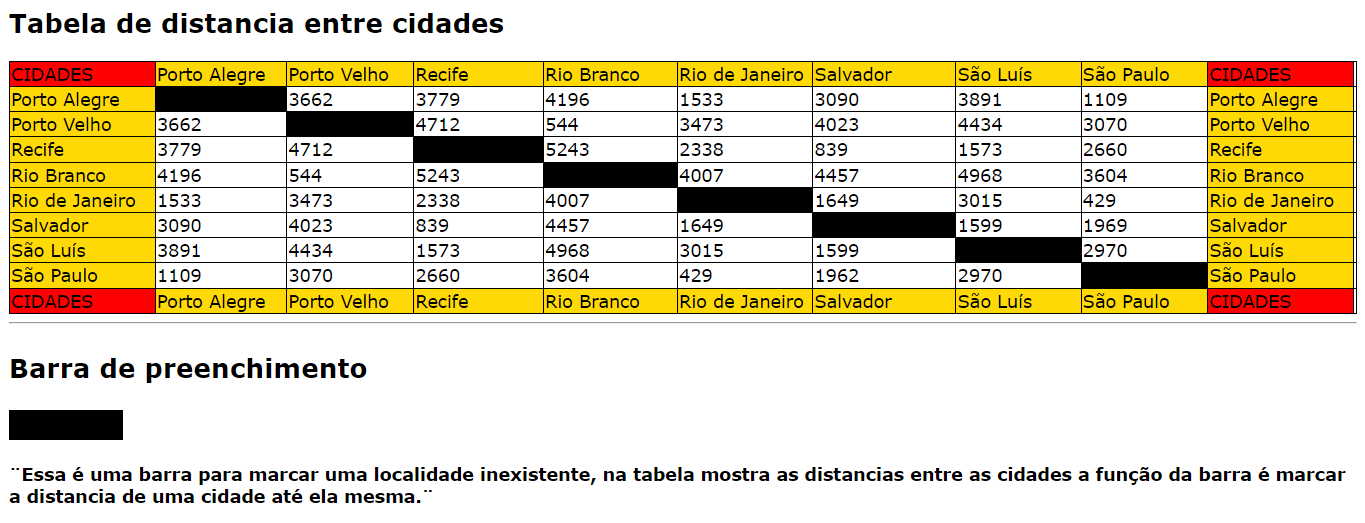 Tabela de distancia entre cidades
CIDADES Porto Alegre Porto Velho Recife Rio Branco Rio de Janeiro Salvador São Luís São Paulo CIDADES
Porto Alegre 3662 3779 4196 1533 3090 3891 1109 Porto Alegre
Porto Velho 3662 4712 544 3473 4023 4434 3070 Porto Velho
Recife 3779 4712 5243 2338 839 1573 2660 Recife
Rio Branco 4196 544 5243 4007 4457 4968 3604 Rio Branco
Rio de Janeiro 1533 3473 2338 4007 1649 3015 429 Rio de Janeiro
Salvador 3090 4023 839 4457 1649 1599 1969 Salvador
São Luís 3891 4434 1573 4968 3015 1599 2970 São Luís
São Paulo 1109 3070 2660 3604 429 1962 2970 São Paulo
CIDADES Porto Alegre Porto Velho Recife Rio Branco Rio de Janeiro Salvador São Luís São Paulo CIDADES
Barra de preenchimento
¨Essa é uma barra para marcar uma localidade inexistente, na tabela mostra as distancias entre as cidades a função da barra é marcar
a distancia de uma cidade até ela mesma.¨